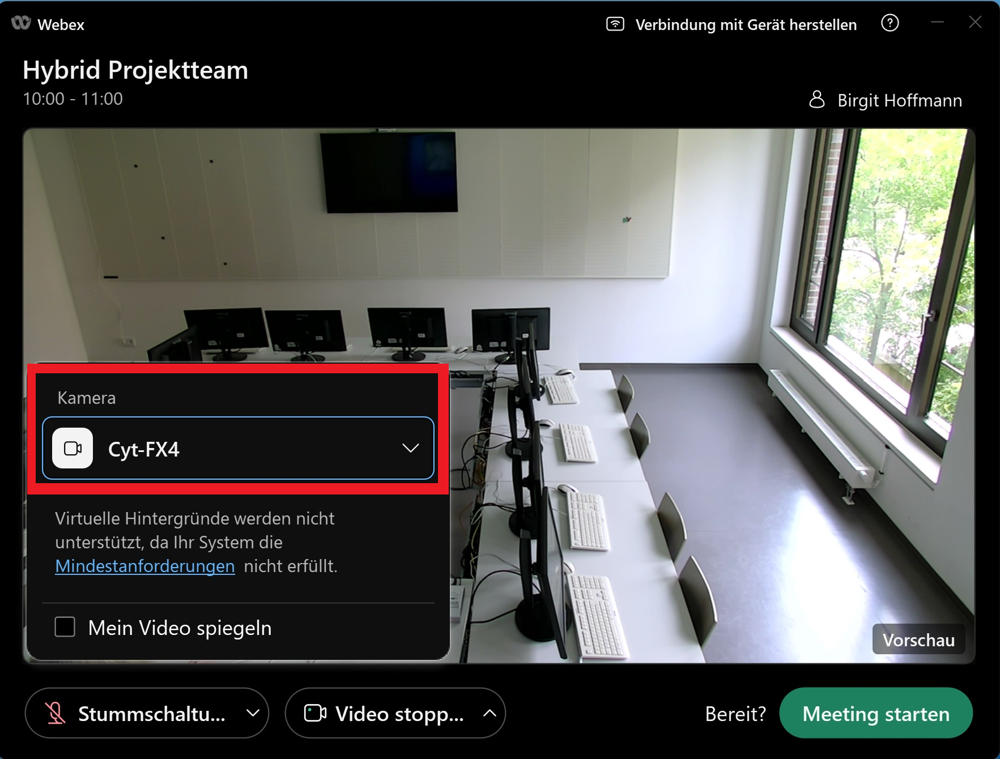 Webex
Verbindung mit Gerät herstellen
Hybrid Projektteam
10:00 - 11:00
Birgit Hoffmann
Kamera
Cyt-FX4
Virtuelle Hintergründe werden nicht
unterstützt, da Ihr System die
Mindestanforderungen nicht erfüllt.
Mein Video spiegeln
Vorschau
Stummschaltu...
Video stopp...
Bereit?
Meeting starten